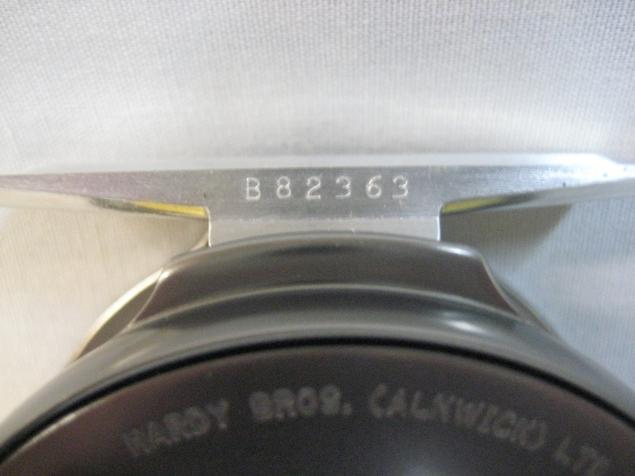 B82363
HARDY BROS. (ALNWICK) LTD